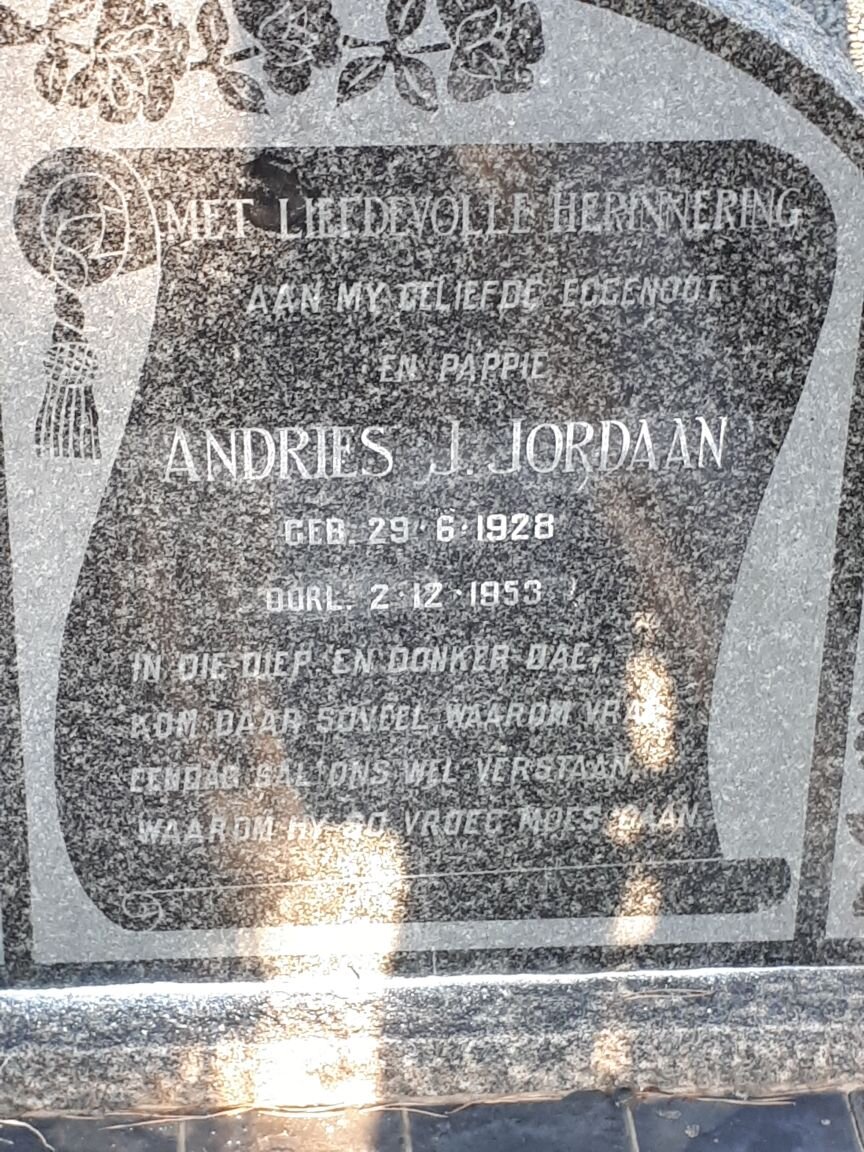 MET LIEFDEVOLLE HERINNERING
AAN MY GELIEFDE EGGENOOT
EN PAPPIE
ANDRIES J. JORDAAN
GEB. 29·6·1928
OORL. 2·12·1953
IN DIE DIEP EN DONKER DAE,
KOM DAAR SOVEEL WAAROM VRAE
EENDAG SAL ONS WEL VERSTAAN,
WAAROM HY SO VROEG MOES GAAN.